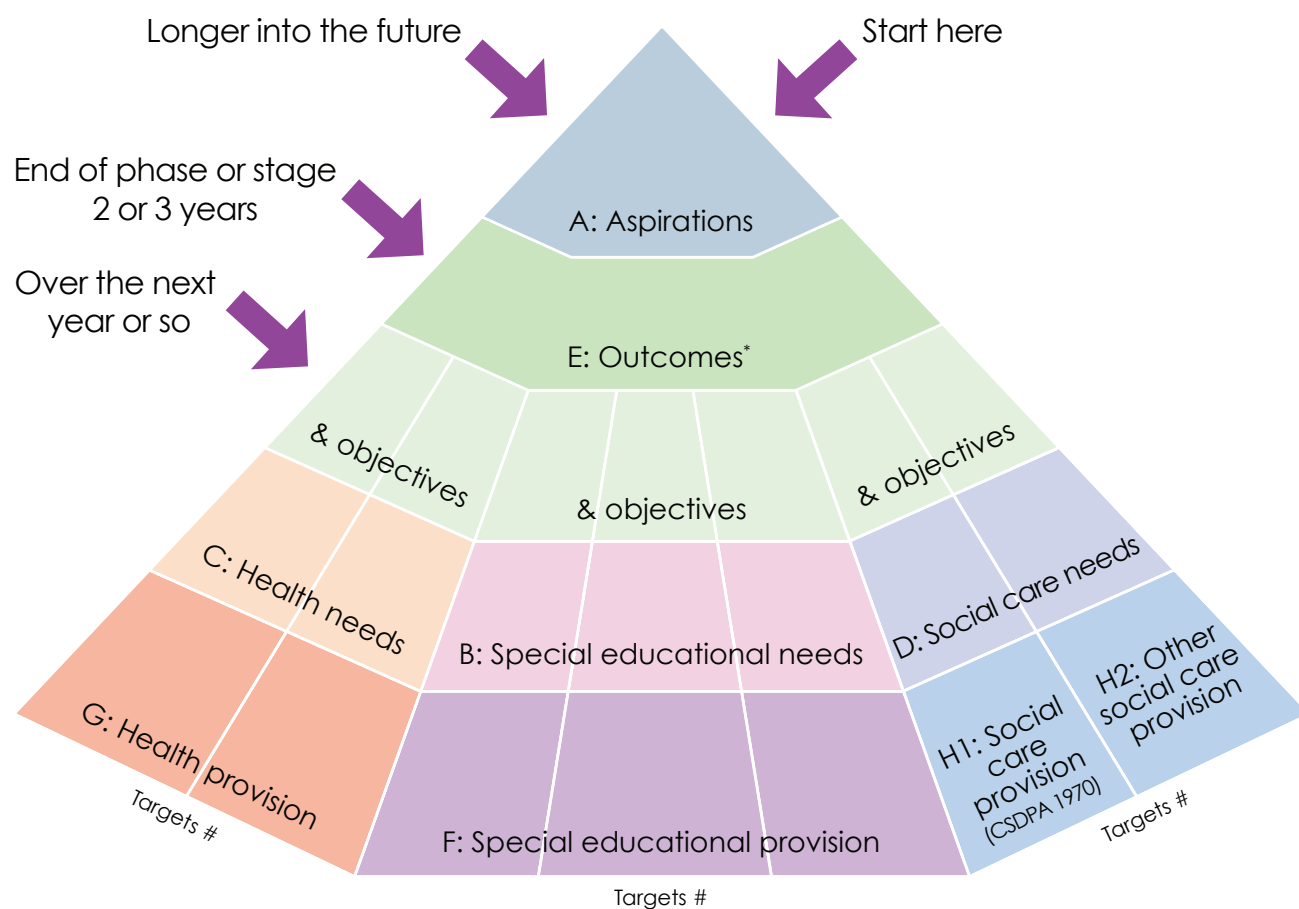 Longer into the future
Start here
End of phase or stage
2 or 3 years
Over the next
year or so
A: Aspirations
E: Outcomes*
& objectives
& objectives
& objectives
C: Health needs
B: Special educational needs
D: Social care needs
G: Health provision
F: Special educational provision
H1: Social
care
provision
(CSDPA 1970)
H2: Other
social care
provision
Targets #
Targets #
Targets #